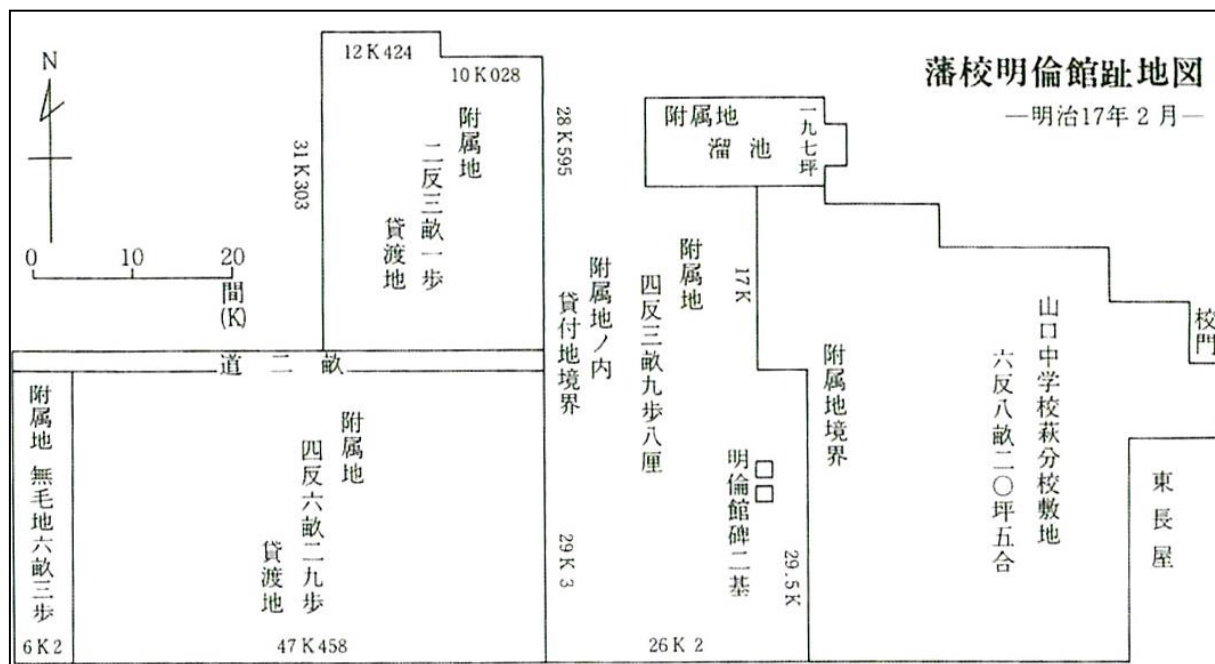 藩校明倫館趾地図
―明治17年2月―
N
0 10 20
間
(K)
12K424
10K028
31K303
28K595
附属地
二反三畝一歩
貸渡地
道二畝
附属地 無毛地六畝三歩
6K2
附属地
四反六畝二九歩
貸渡地
47K458
附属地ノ内
貸付地境界
29K3
附属地
溜池
一九七坪
附属地
四反三畝九歩八厘
17K
明倫館碑二基
26K2
29.5K
附属地境界
山口中学校萩分校敷地
六反八畝二〇坪五合
校門
東長屋